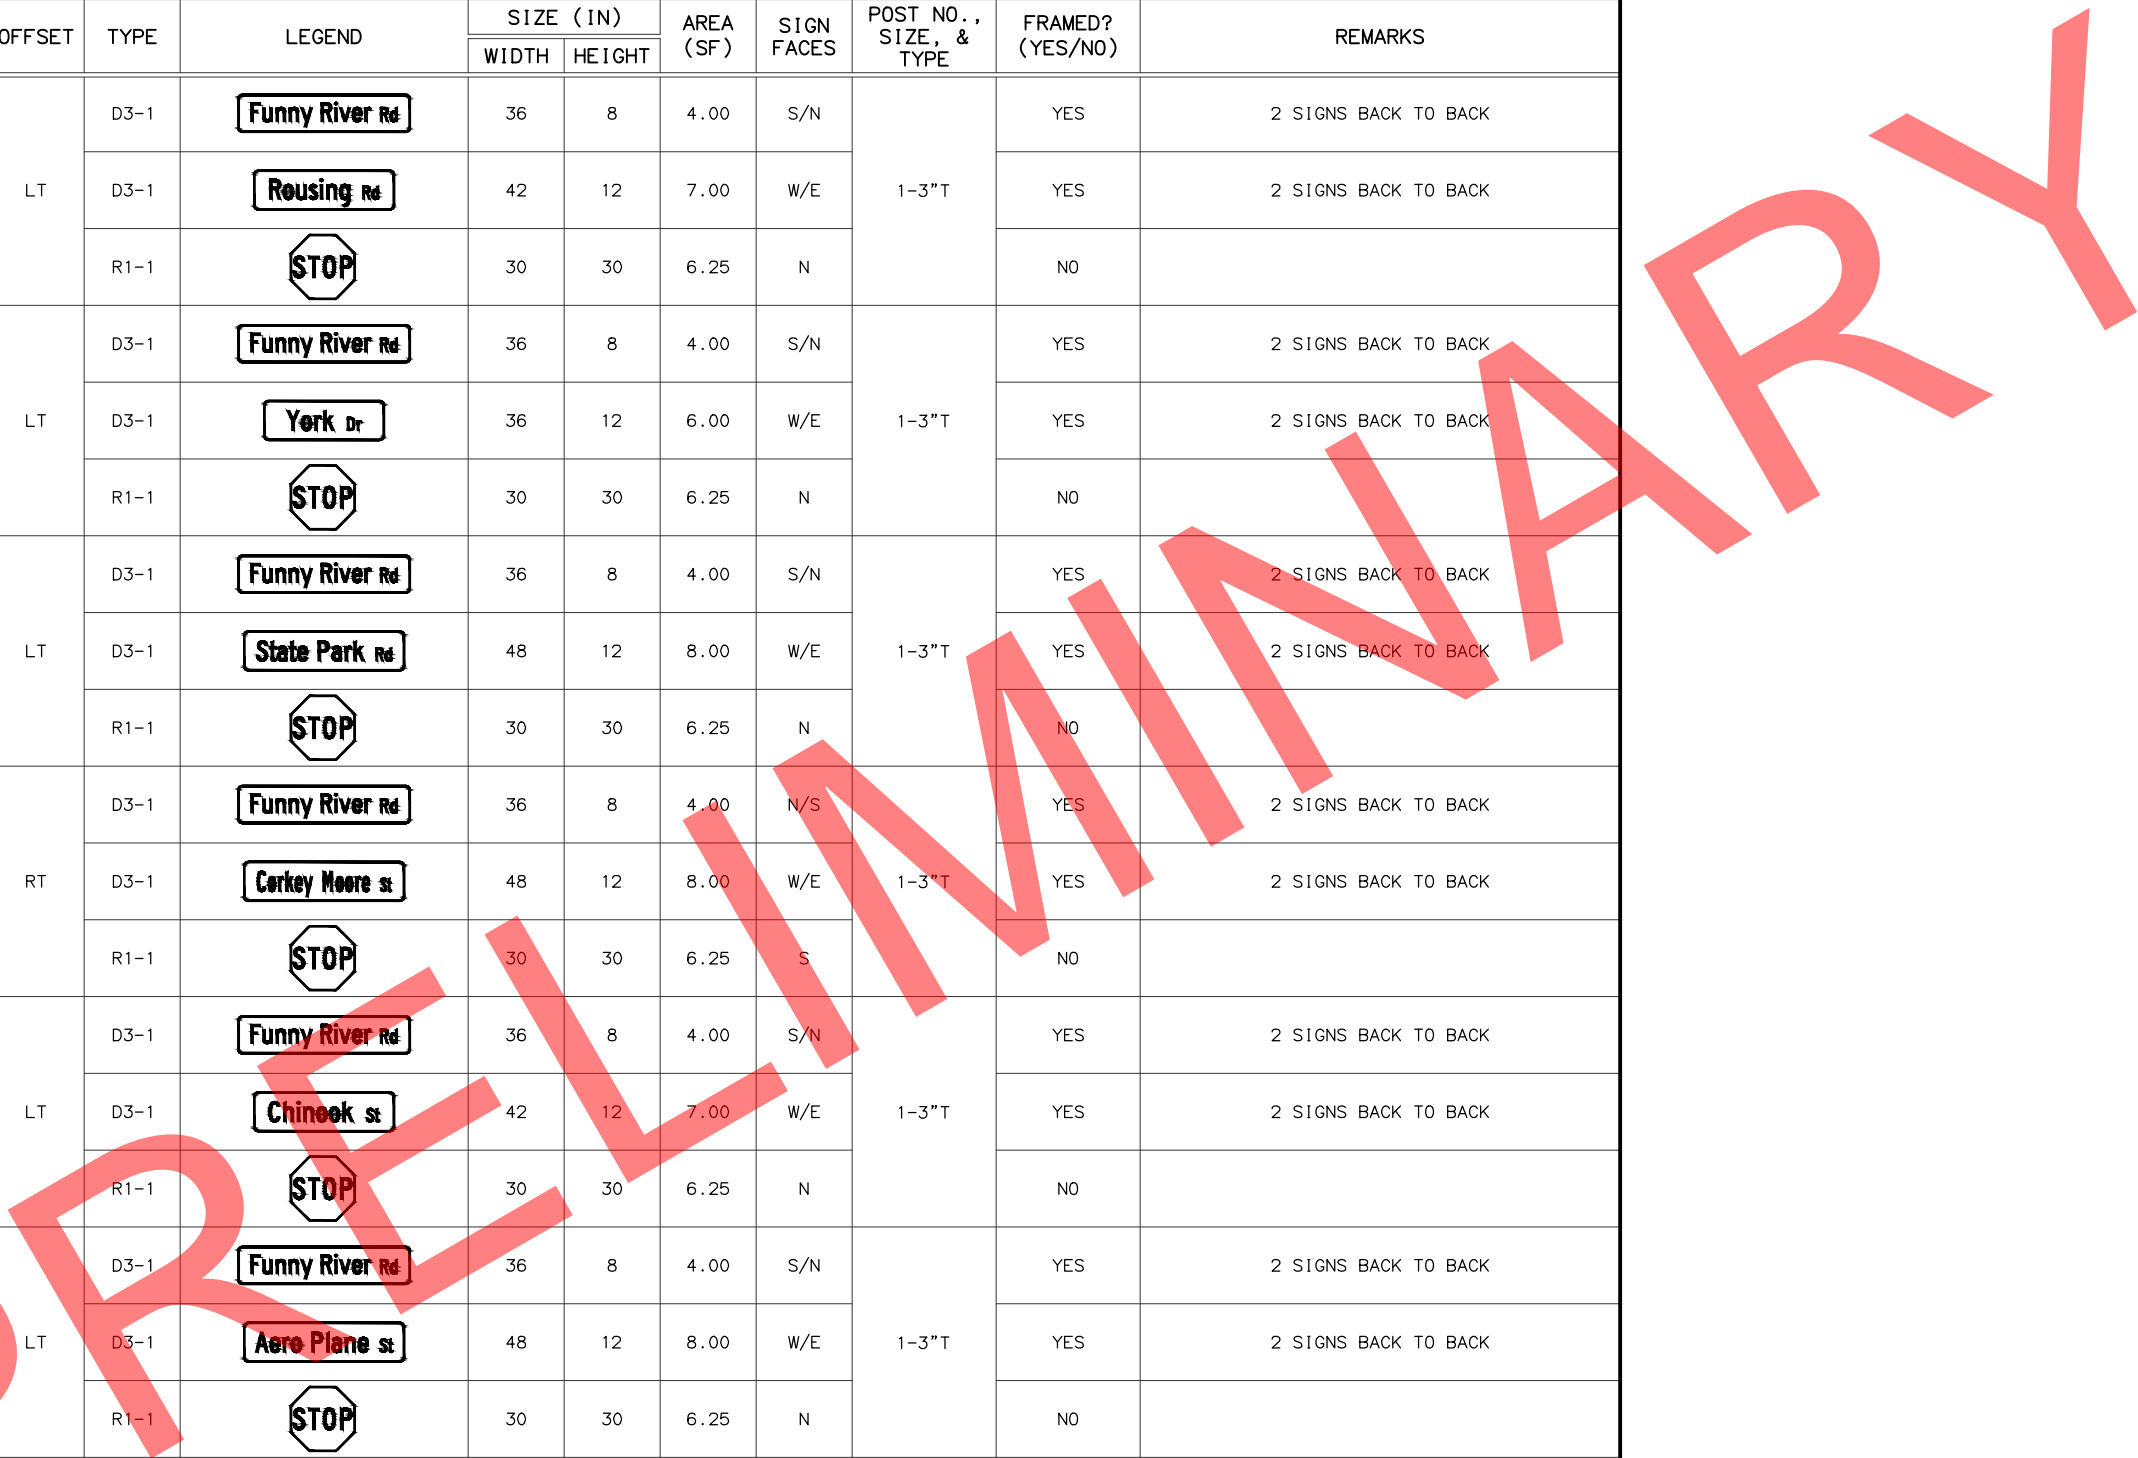 OFFSET TYPE LEGEND SIZE (IN) WIDTH HEIGHT AREA (SF) SIGN FACES POST NO., SIZE, & TYPE FRAMED? (YES/NO) REMARKS
D3-1 Funny River Rd 36 8 4.00 S/N YES 2 SIGNS BACK TO BACK
LT D3-1 Rousing Rd 42 12 7.00 W/E 1-3"T YES 2 SIGNS BACK TO BACK
R1-1 STOP 30 30 6.25 N NO
D3-1 Funny River Rd 36 8 4.00 S/N YES 2 SIGNS BACK TO BACK
LT D3-1 York Dr 36 12 6.00 W/E 1-3"T YES 2 SIGNS BACK TO BACK
R1-1 STOP 30 30 6.25 N NO
D3-1 Funny River Rd 36 8 4.00 S/N YES 2 SIGNS BACK TO BACK
LT D3-1 State Park Rd 48 12 8.00 W/E 1-3"T YES 2 SIGNS BACK TO BACK
R1-1 STOP 30 30 6.25 N NO
D3-1 Funny River Rd 36 8 4.00 N/S YES 2 SIGNS BACK TO BACK
RT D3-1 Corkey Moore St 48 12 8.00 W/E 1-3"T YES 2 SIGNS BACK TO BACK
R1-1 STOP 30 30 6.25 S NO
D3-1 Funny River Rd 36 8 4.00 S/N YES 2 SIGNS BACK TO BACK
LT D3-1 Chinook St 42 12 7.00 W/E 1-3"T YES 2 SIGNS BACK TO BACK
R1-1 STOP 30 30 6.25 N NO
D3-1 Funny River Rd 36 8 4.00 S/N YES 2 SIGNS BACK TO BACK
LT D3-1 Aero Plane St 48 12 8.00 W/E 1-3"T YES 2 SIGNS BACK TO BACK
R1-1 STOP 30 30 6.25 N NO
PRELIMINARY